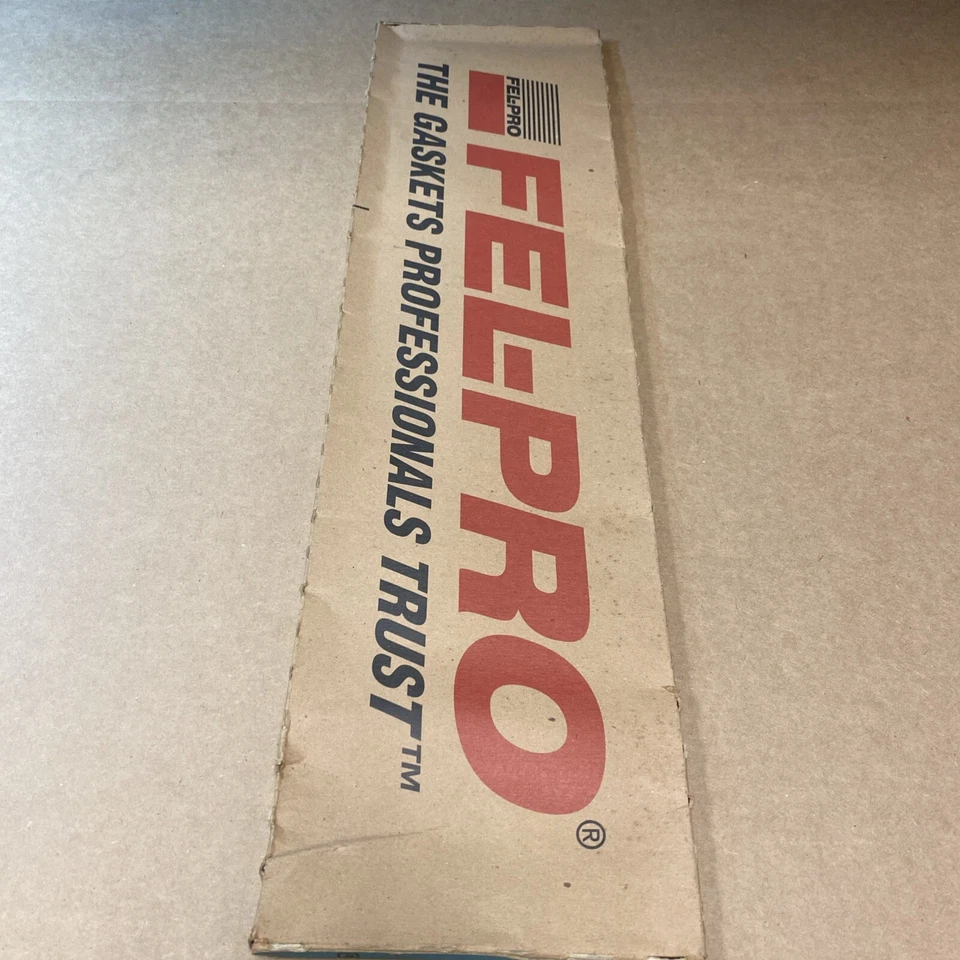 FEL-PRO
FEL-PRO®
THE GASKETS PROFESSIONALS TRUST™